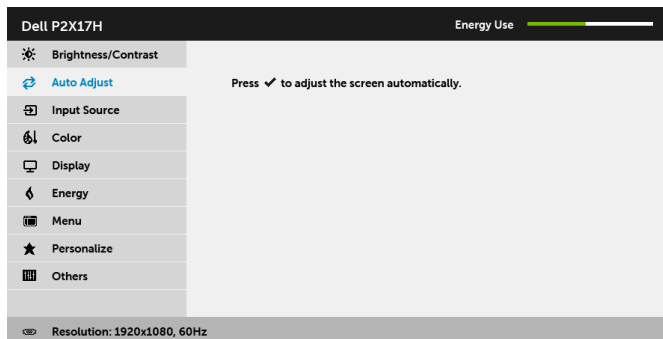 Dell P2X17H
Energy Use
Brightness/Contrast
Auto Adjust
Press ✓ to adjust the screen automatically.
Input Source
Color
Display
Energy
Menu
Personalize
Others
Resolution: 1920x1080, 60Hz